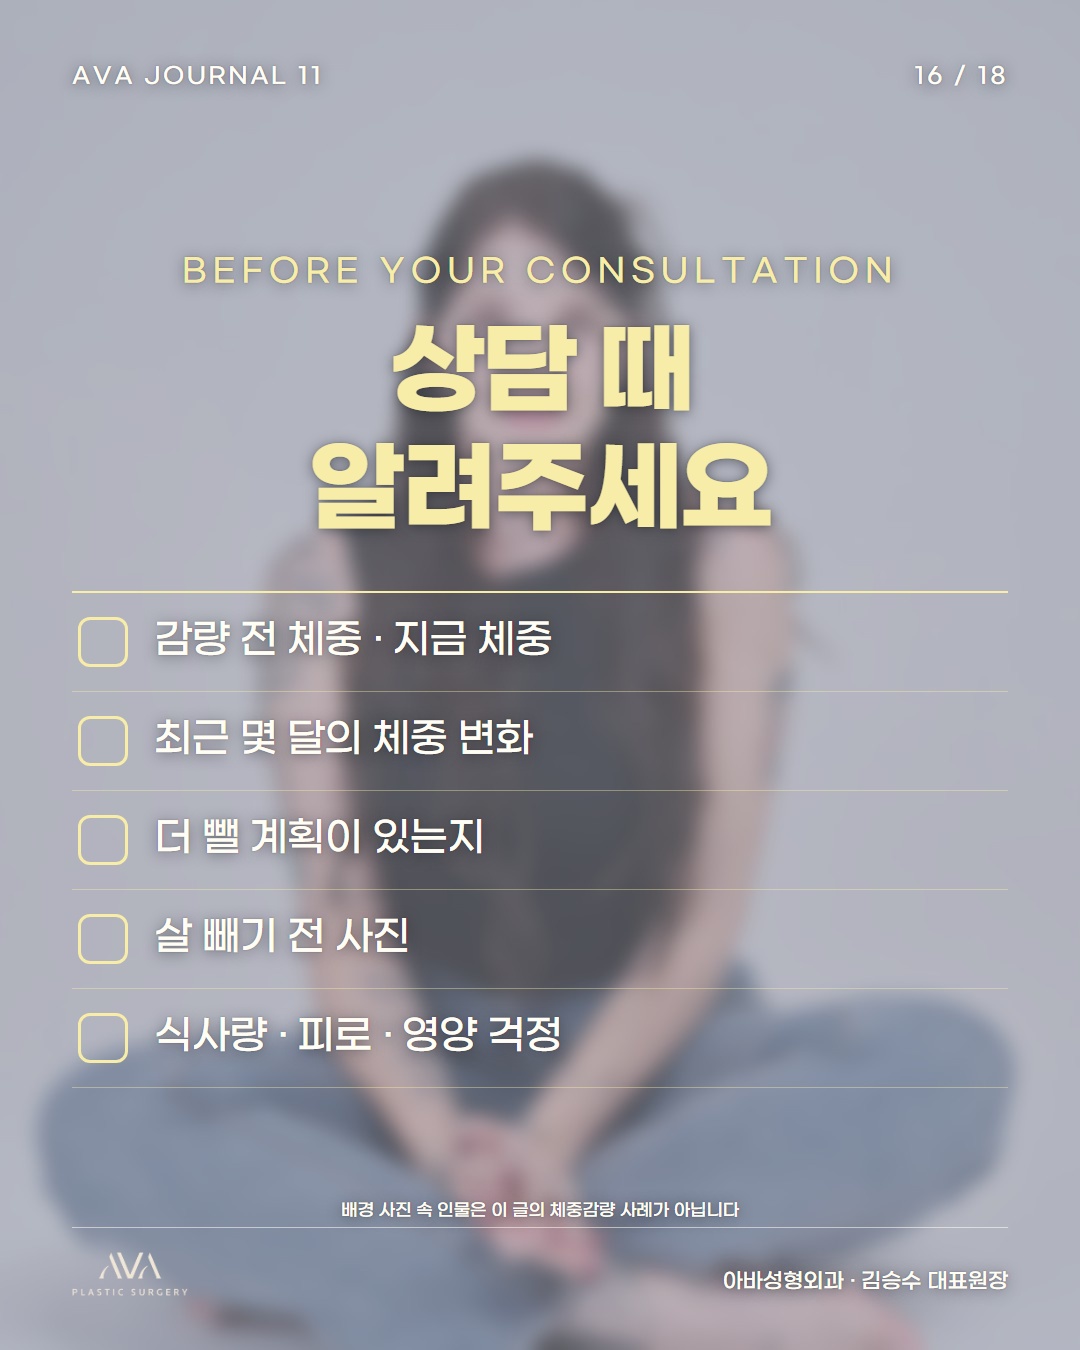 AVA JOURNAL 11
16 / 18
BEFORE YOUR CONSULTATION
상담 때
알려주세요
감량 전 체중 · 지금 체중
최근 몇 달의 체중 변화
더 뺄 계획이 있는지
살 빼기 전 사진
식사량 · 피로 · 영양 걱정
배경 사진 속 인물은 이 글의 체중감량 사례가 아닙니다
AVA
PLASTIC SURGERY
아바성형외과 · 김승수 대표원장